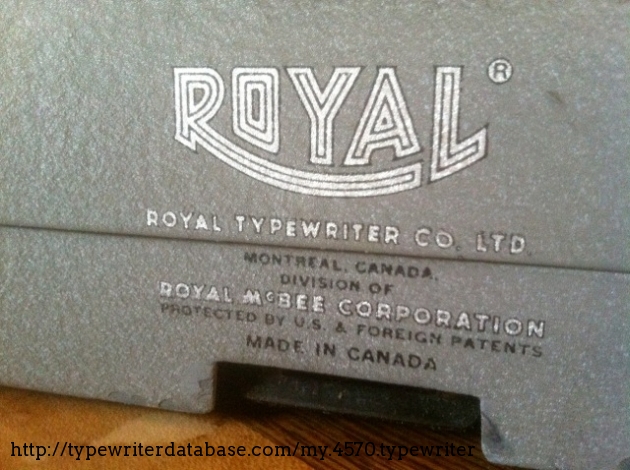 ROYAL ®
ROYAL TYPEWRITER CO. LTD.
MONTREAL, CANADA.
DIVISION OF
ROYAL McBEE CORPORATION
PROTECTED BY U.S. & FOREIGN PATENTS
MADE IN CANADA
http://typewriterdatabase.com/my.4570.typewriter